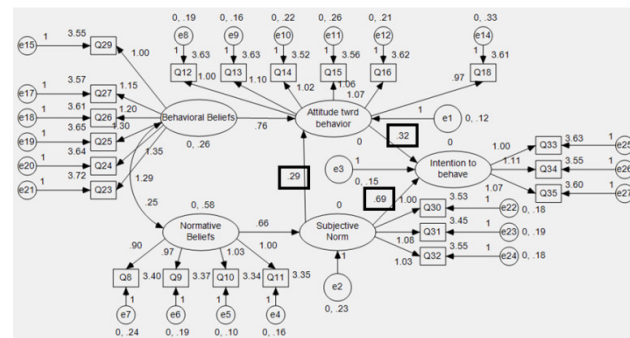 0, .19
0, .16
0, .22
0, .26
0, .21
0, .33
e15
1
3.55
Q29
e8
e9
e10
e11
e12
e14
1
3.63
1
3.63
1
3.52
1
3.56
1
3.62
1
3.61
Q12
Q13
Q14
Q15
Q16
Q18
1.00
1.00
1.10
1.02
1.06
1.07
.97
e17
1
3.57
Q27
1.15
e18
1
3.61
Q26
1.20
Behavioral Beliefs
.76
Attitude twrd
behavior
1
e1
0, .12
e19
1
3.65
Q25
1.30
0, .26
0
.32
0
e20
1
3.64
Q24
1.35
e21
1
3.72
Q23
1.29
.29
e3
1
Intention to
behave
1.00
Q33
3.63
1
e25
1.11
Q34
3.55
1
e26
1.07
Q35
3.60
1
e27
0, .15
.69
.25
0, .58
Normative
Beliefs
.66
0
Subjective
Norm
1.00
Q30
3.53
1
e22
0, .18
1.08
Q31
3.45
1
e23
0, .19
1.03
Q32
3.55
1
e24
0, .18
.90
.97
1.03
1.00
Q8
3.40
Q9
3.37
Q10
3.34
Q11
3.35
1
1
1
1
1
e7
e6
e5
e4
e2
0, .24
0, .19
0, .10
0, .16
0, .23